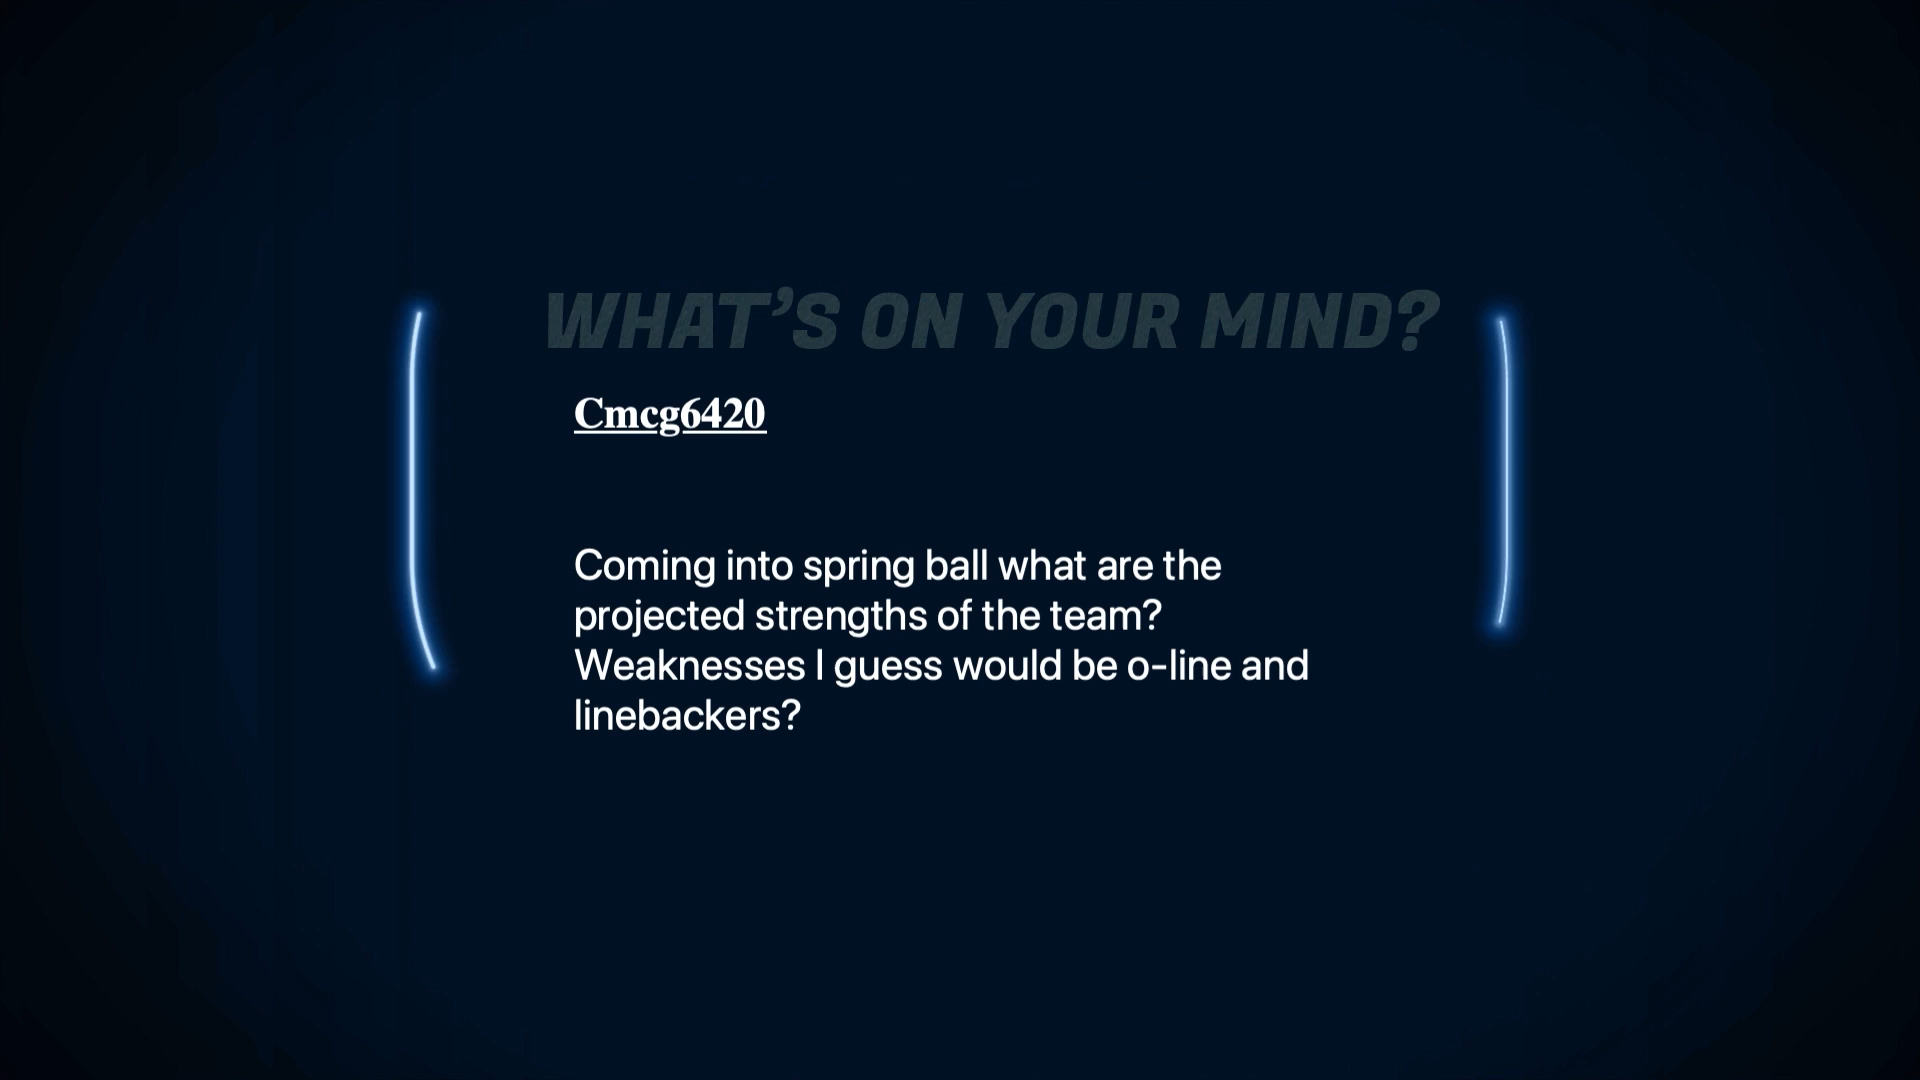 WHAT'S ON YOUR MIND?
Cmcg6420
Coming into spring ball what are the
projected strengths of the team?
Weaknesses I guess would be o-line and
linebackers?